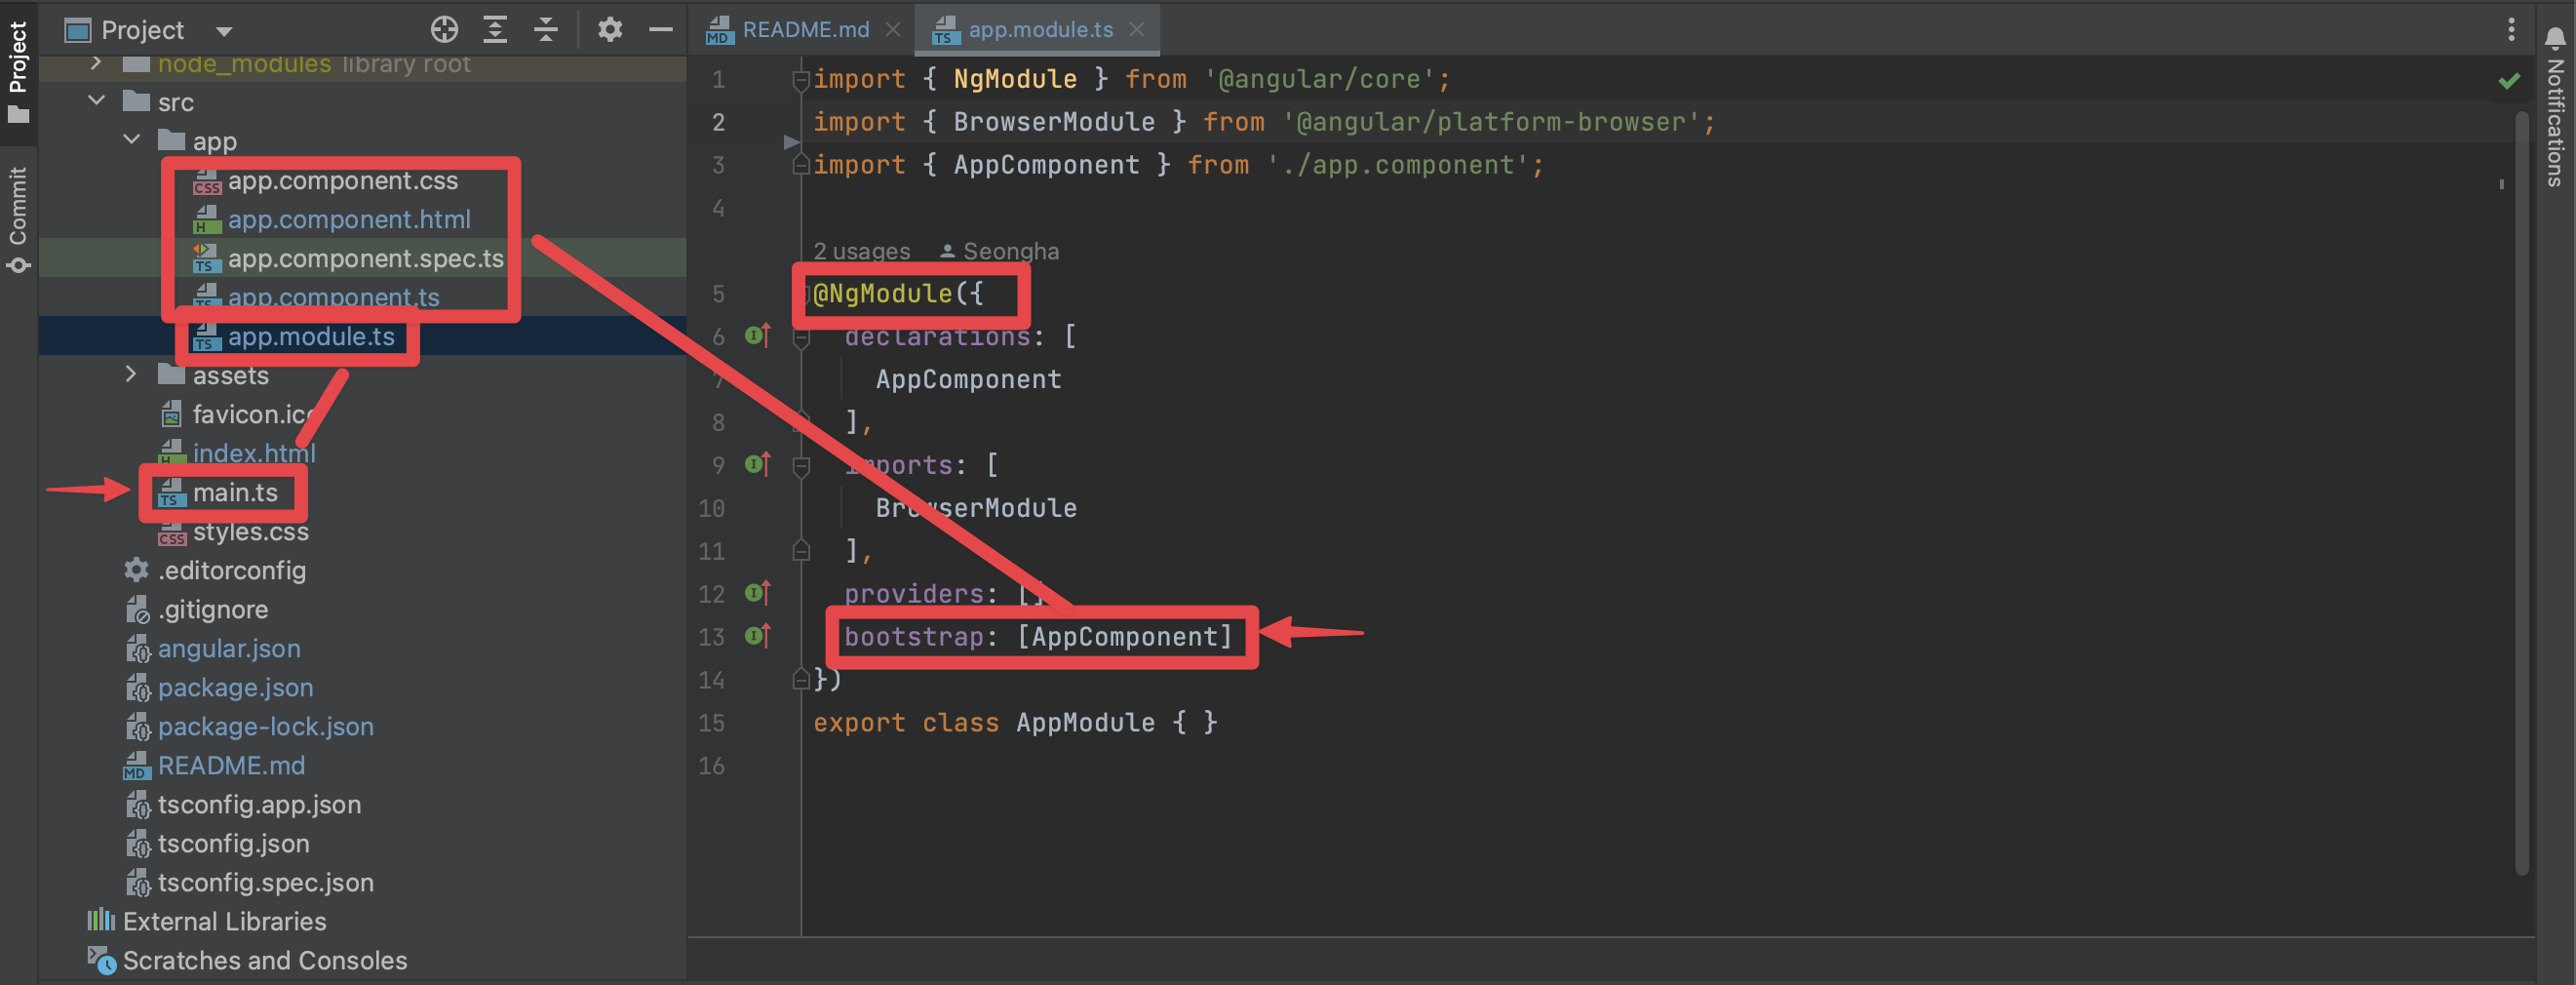 Project
README.md
app.module.ts
Project
Commit
Notifications
node_modules library root
src
app
app.component.css
app.component.html
app.component.spec.ts
app.component.ts
app.module.ts
assets
favicon.ico
index.html
main.ts
styles.css
.editorconfig
.gitignore
angular.json
package.json
package-lock.json
README.md
tsconfig.app.json
tsconfig.json
tsconfig.spec.json
External Libraries
Scratches and Consoles
1 import { NgModule } from '@angular/core';
2 import { BrowserModule } from '@angular/platform-browser';
3 import { AppComponent } from './app.component';
4
2 usages Seongha
5 @NgModule({
6 declarations: [
7 AppComponent
8 ],
9 imports: [
10 BrowserModule
11 ],
12 providers: []
13 bootstrap: [AppComponent]
14 })
15 export class AppModule { }
16